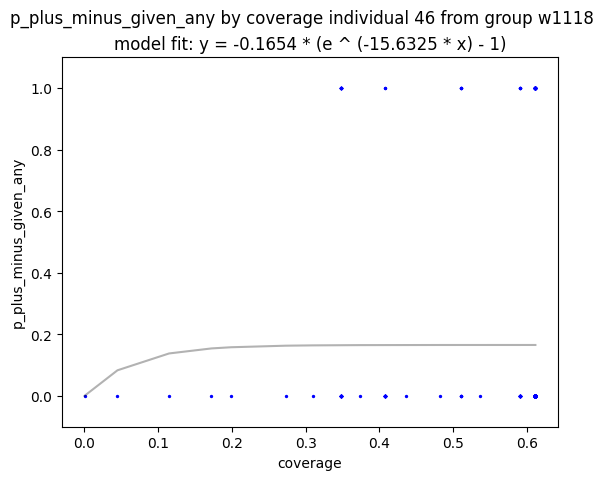 p_plus_minus_given_any by coverage individual 46 from group w1118
model fit: y = -0.1654 * (e ^ (-15.6325 * x) - 1)
1.0
0.8
0.6
0.4
0.2
0.0
p_plus_minus_given_any
0.0 0.1 0.2 0.3 0.4 0.5 0.6
coverage